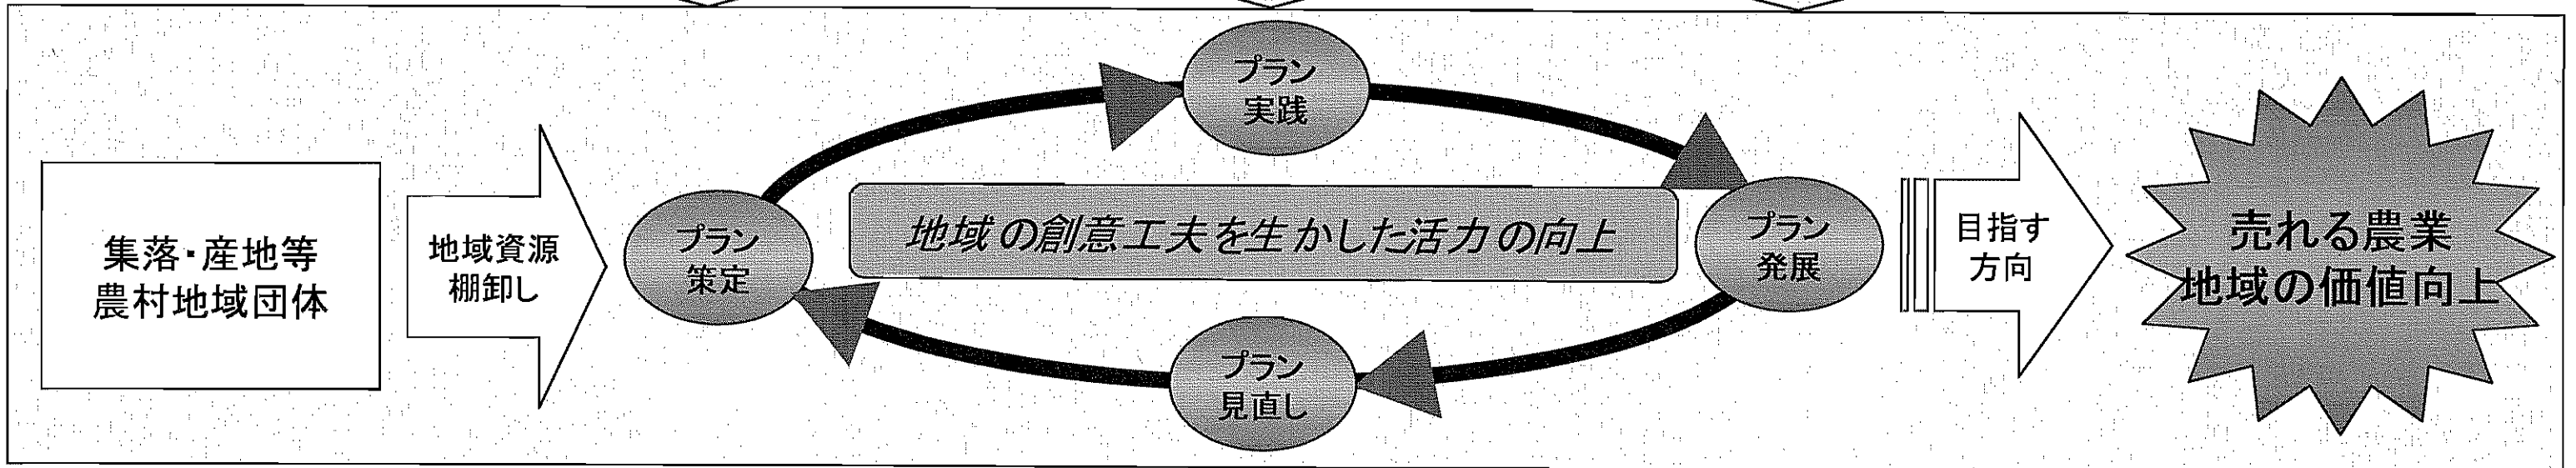 集落・産地等
農村地域団体
地域資源
棚卸し
プラン
策定
プラン
実践
地域の創意工夫を生かした活力の向上
プラン
発展
プラン
見直し
目指す
方向
売れる農業
地域の価値向上